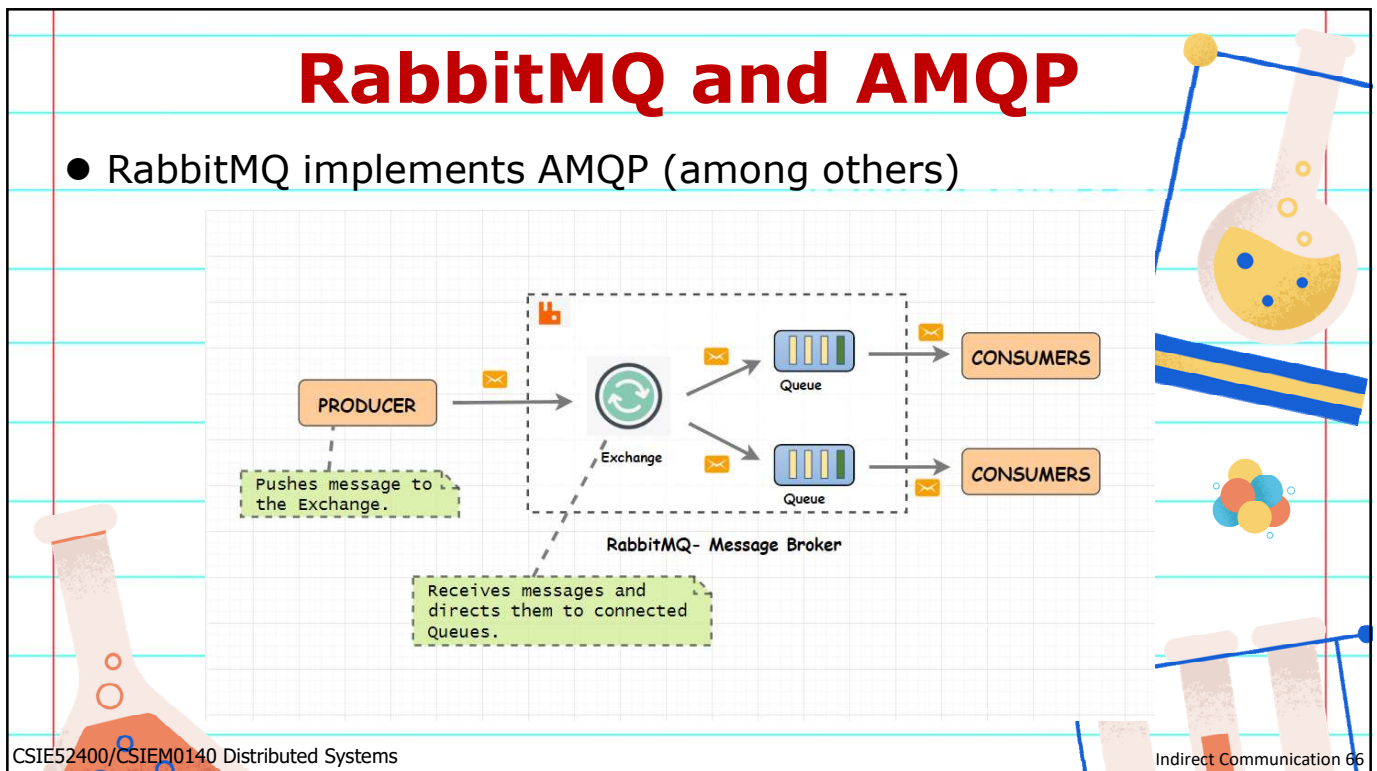 RabbitMQ and AMQP
● RabbitMQ implements AMQP (among others)
PRODUCER
Pushes message to
the Exchange.
Exchange
Queue
Queue
CONSUMERS
CONSUMERS
RabbitMQ- Message Broker
Receives messages and
directs them to connected
Queues.
CSIE52400/CSIEM0140 Distributed Systems
Indirect Communication 66